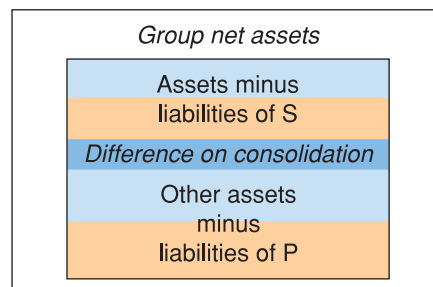 Group net assets
Assets minus
liabilities of S
Difference on consolidation
Other assets
minus
liabilities of P